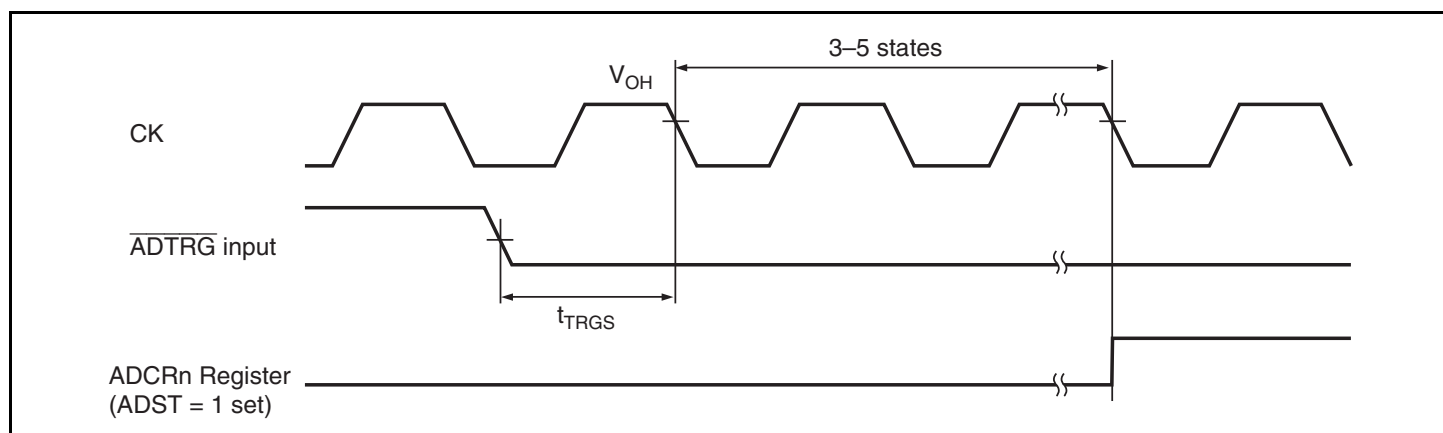 3–5 states
VOH
CK
ADTRG input
tTRGS
ADCRn Register
(ADST = 1 set)